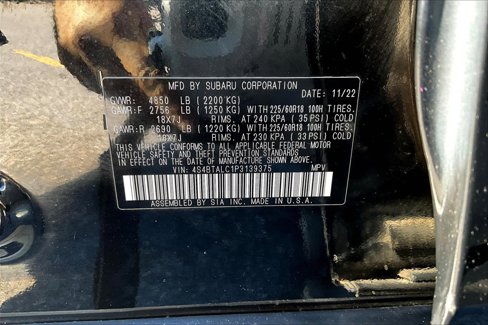 MFD BY SUBARU CORPORATION
DATE: 11/22
GVWR: 4850 LB (2200 KG)
GAWR:F 2756 LB (1250 KG) WITH 225/60R18 100H TIRES.
18X7J RIMS. AT 240 KPA (35 PSI) COLD
GAWR:R 2690 LB (1220 KG) WITH 225/60R18 100H TIRES.
18X7J RIMS. AT 230 KPA (33 PSI) COLD
THIS VEHICLE CONFORMS TO ALL APPLICABLE FEDERAL MOTOR
VEHICLE SAFETY AND THEFT PREVENTION STANDARDS
IN EFFECT ON THE DATE OF MANUFACTURE SHOWN ABOVE.
VIN: 4S4BTALC1P3139375 MPV
ASSEMBLED BY SIA INC. MADE IN U.S.A.